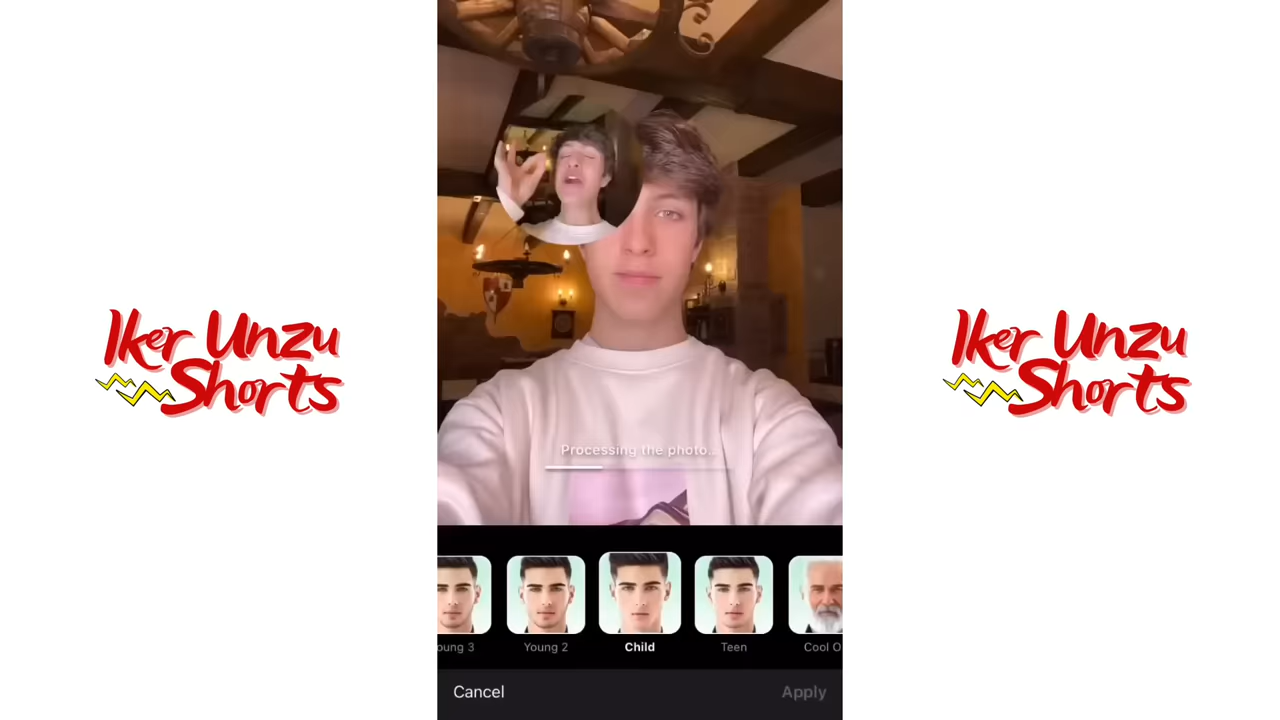 Iker Unzu
Shorts
Processing the photo...
oung 3
Young 2
Child
Teen
Cool O
Cancel
Apply
Iker Unzu
Shorts